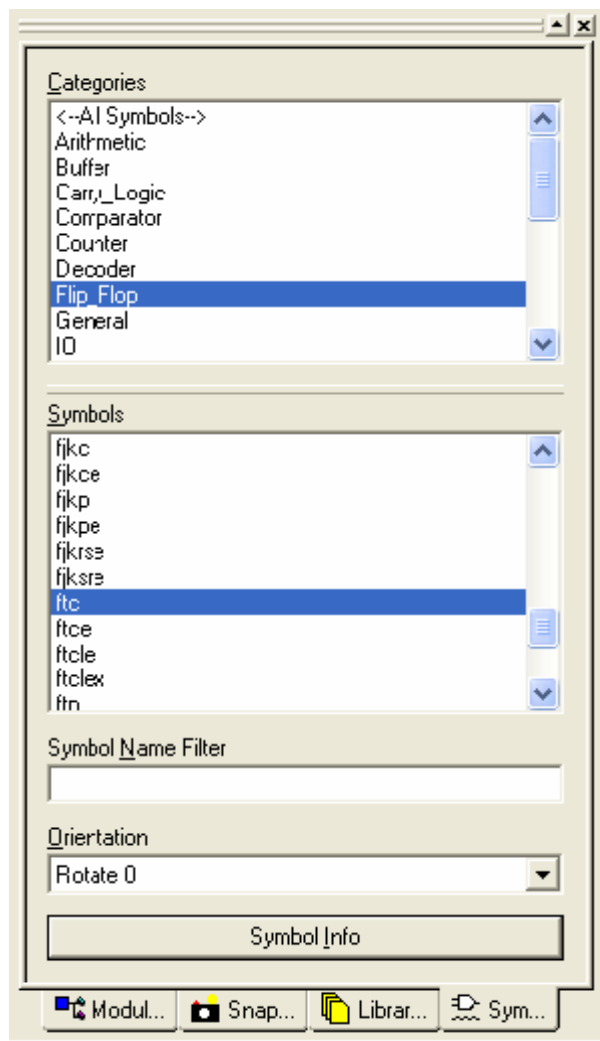 Categories
<--All Symbols-->
Arithmetic
Buffer
Carry_Logic
Comparator
Counter
Decoder
Flip_Flop
General
IO
Symbols
fjkc
fjkce
fjkp
fjkpe
fjkrse
fjksre
ftc
ftce
ftcle
ftclex
ftp
Symbol Name Filter
Orientation
Rotate 0
Symbol Info
Modul... Snap... Librar... Sym...